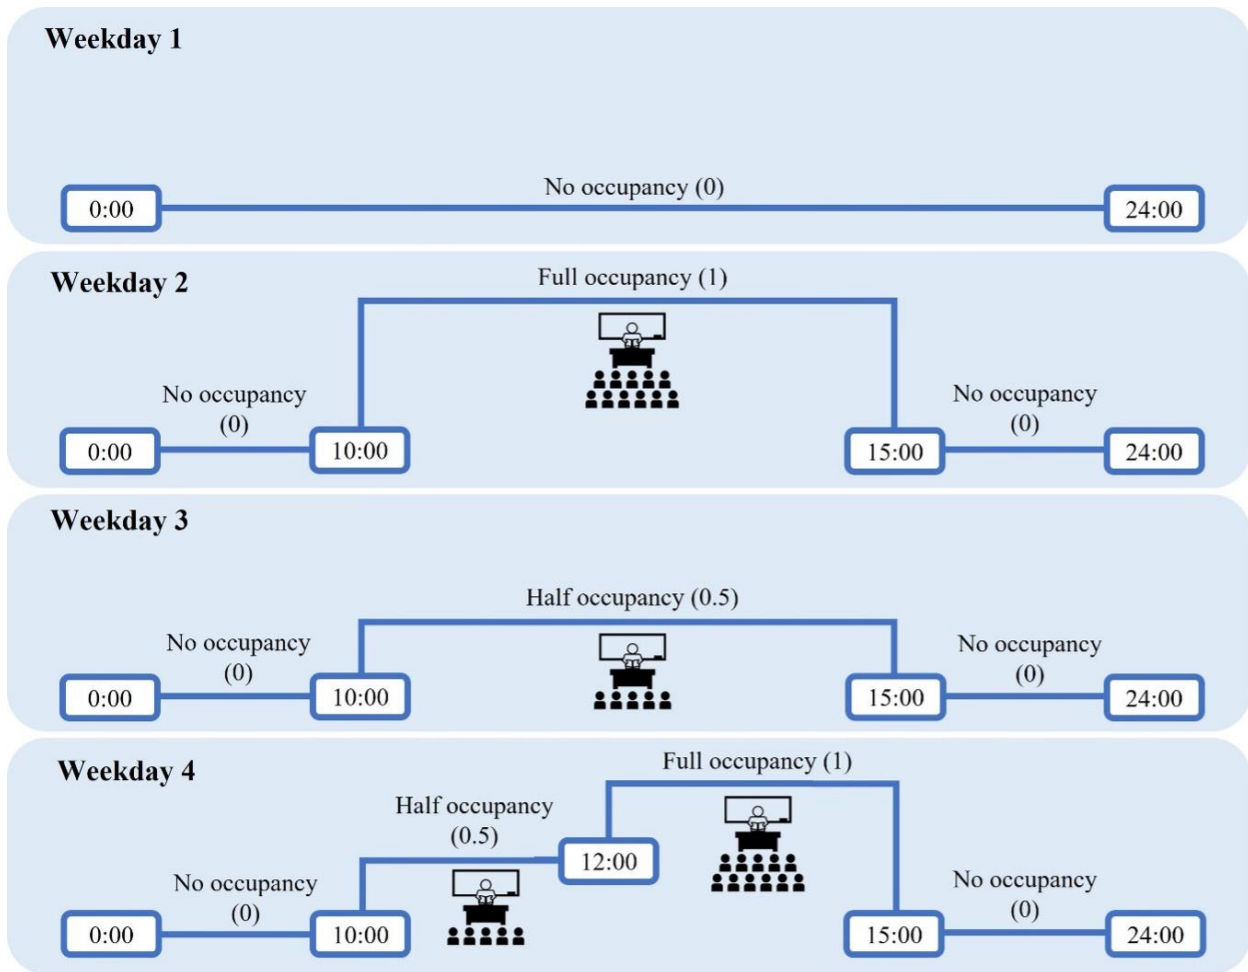 Weekday 1
No occupancy (0)
0:00
24:00
Weekday 2
Full occupancy (1)
No occupancy
(0)
No occupancy
(0)
0:00
10:00
15:00
24:00
Weekday 3
Half occupancy (0.5)
No occupancy
(0)
No occupancy
(0)
0:00
10:00
15:00
24:00
Weekday 4
Full occupancy (1)
Half occupancy
(0.5)
12:00
No occupancy
(0)
No occupancy
(0)
0:00
10:00
15:00
24:00